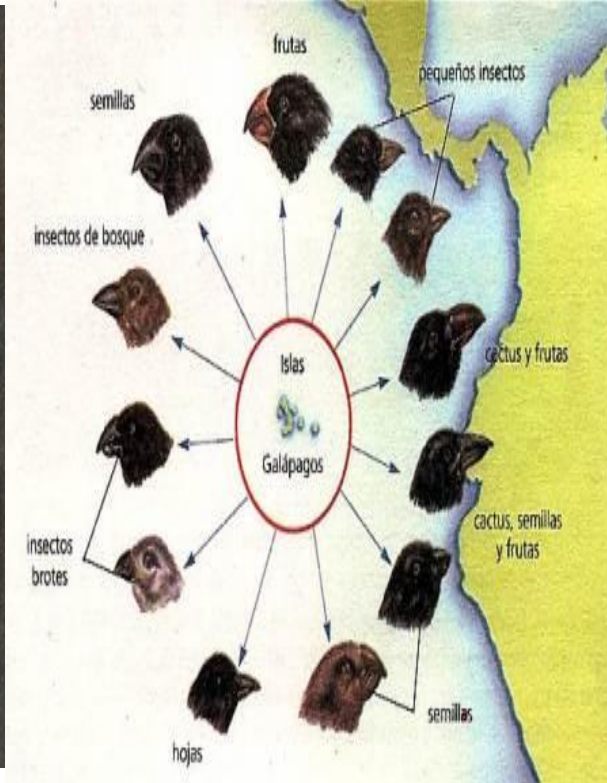 frutas
pequeños insectos
semillas
insectos de bosque
Islas
Galápagos
cactus y frutas
cactus, semillas
y frutas
insectos
brotes
semillas
hojas